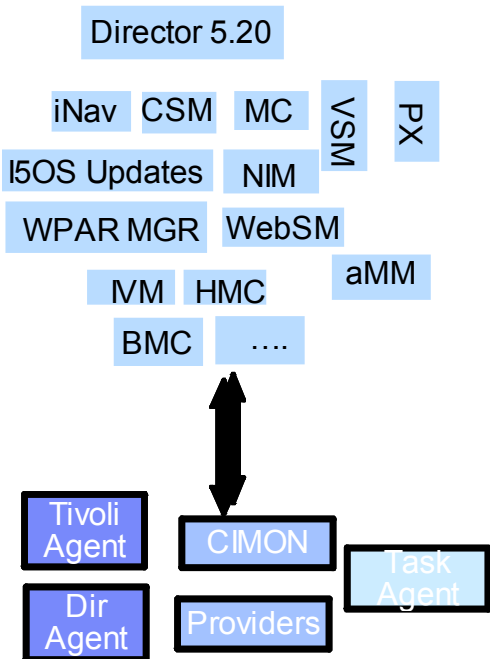 Director 5.20
iNav CSM MC VSM PX
I5OS Updates NIM
WPAR MGR WebSM
aMM
IVM HMC
BMC ....
Tivoli
Agent
CIMON
Task
Agent
Dir
Agent
Providers